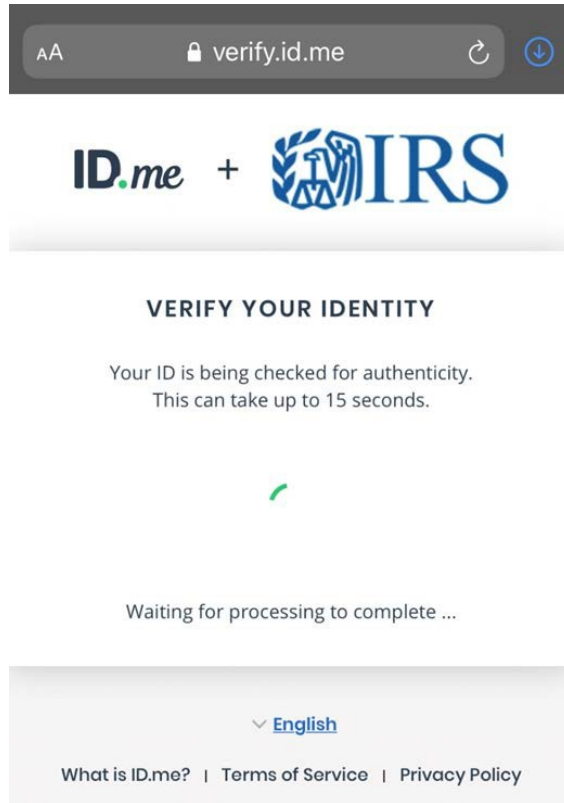 AA verify.id.me
ID.me + IRS
VERIFY YOUR IDENTITY
Your ID is being checked for authenticity.
This can take up to 15 seconds.
Waiting for processing to complete ...
English
What is ID.me? | Terms of Service | Privacy Policy